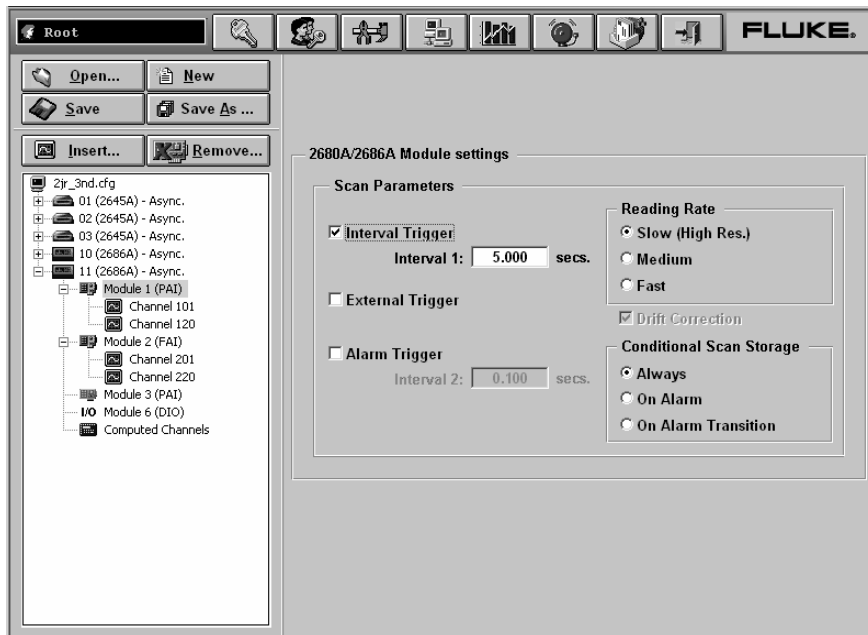 Root
FLUKE®
Open...
New
Save
Save As ...
Insert...
Remove...
2jr_3nd.cfg
01 (2645A) - Async.
02 (2645A) - Async.
03 (2645A) - Async.
10 (2686A) - Async.
11 (2686A) - Async.
Module 1 (PAI)
Channel 101
Channel 120
Module 2 (FAI)
Channel 201
Channel 220
Module 3 (PAI)
I/O Module 6 (DIO)
Computed Channels
2680A/2686A Module settings
Scan Parameters
Interval Trigger
Interval 1: 5.000 secs.
External Trigger
Alarm Trigger
Interval 2: 0.100 secs.
Reading Rate
Slow (High Res.)
Medium
Fast
Drift Correction
Conditional Scan Storage
Always
On Alarm
On Alarm Transition